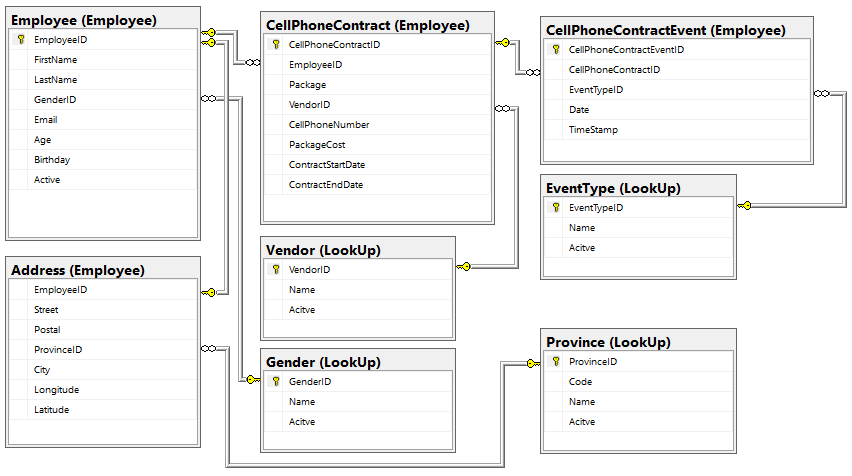 Employee (Employee)
EmployeeID
FirstName
LastName
GenderID
Email
Age
Birthday
Active
CellPhoneContract (Employee)
CellPhoneContractID
EmployeeID
Package
VendorID
CellPhoneNumber
PackageCost
ContractStartDate
ContractEndDate
CellPhoneContractEvent (Employee)
CellPhoneContractEventID
CellPhoneContractID
EventTypeID
Date
TimeStamp
EventType (LookUp)
EventTypeID
Name
Acitve
Vendor (LookUp)
VendorID
Name
Acitve
Address (Employee)
EmployeeID
Street
Postal
ProvinceID
City
Longitude
Latitude
Gender (LookUp)
GenderID
Name
Acitve
Province (LookUp)
ProvinceID
Code
Name
Acitve